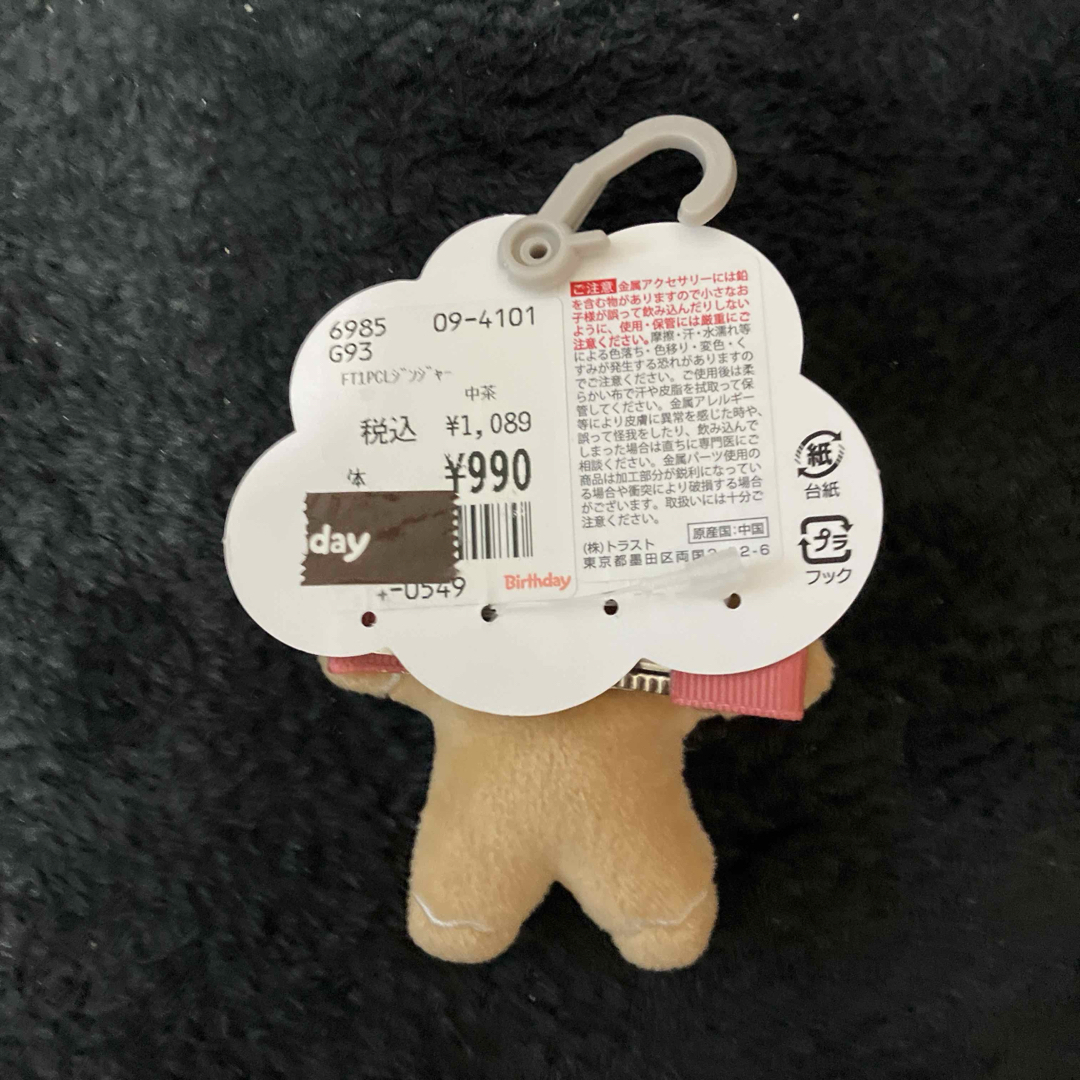 6985 09-4101
G93
FT1PCLジンジャー
中茶
税込 ¥1,089
体 ¥990
day
-0549 Birthday
ご注意 金属アクセサリーには鉛
を含む物がありますので小さなお
子様が誤って飲み込んだりしない
ように、使用・保管には厳重にご
注意ください。摩擦・汗・水濡れ等
による色落ち・色移り・変色・く
すみが発生する恐れがありますの
でご注意ください。ご使用後は柔
らかい布で汗や皮脂を拭取って保
管してください。金属アレルギー
等により皮膚に異常を感じた時や、
誤って怪我をしたり、飲み込んで
しまった場合は直ちに専門医にご
相談ください。金属パーツ使用の
商品は加工部分が鋭利になってい
る場合や衝突により破損する場合
がございます。取扱いには十分ご
注意ください。
原産国:中国
(株)トラスト
東京都墨田区両国 2-6
紙
台紙
プラ
フック